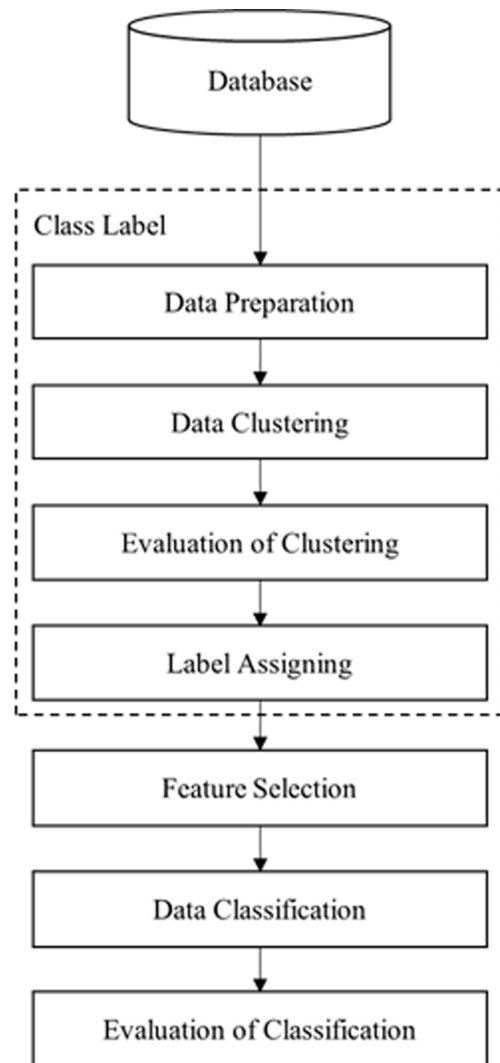 Database
Class Label
Data Preparation
Data Clustering
Evaluation of Clustering
Label Assigning
Feature Selection
Data Classification
Evaluation of Classification